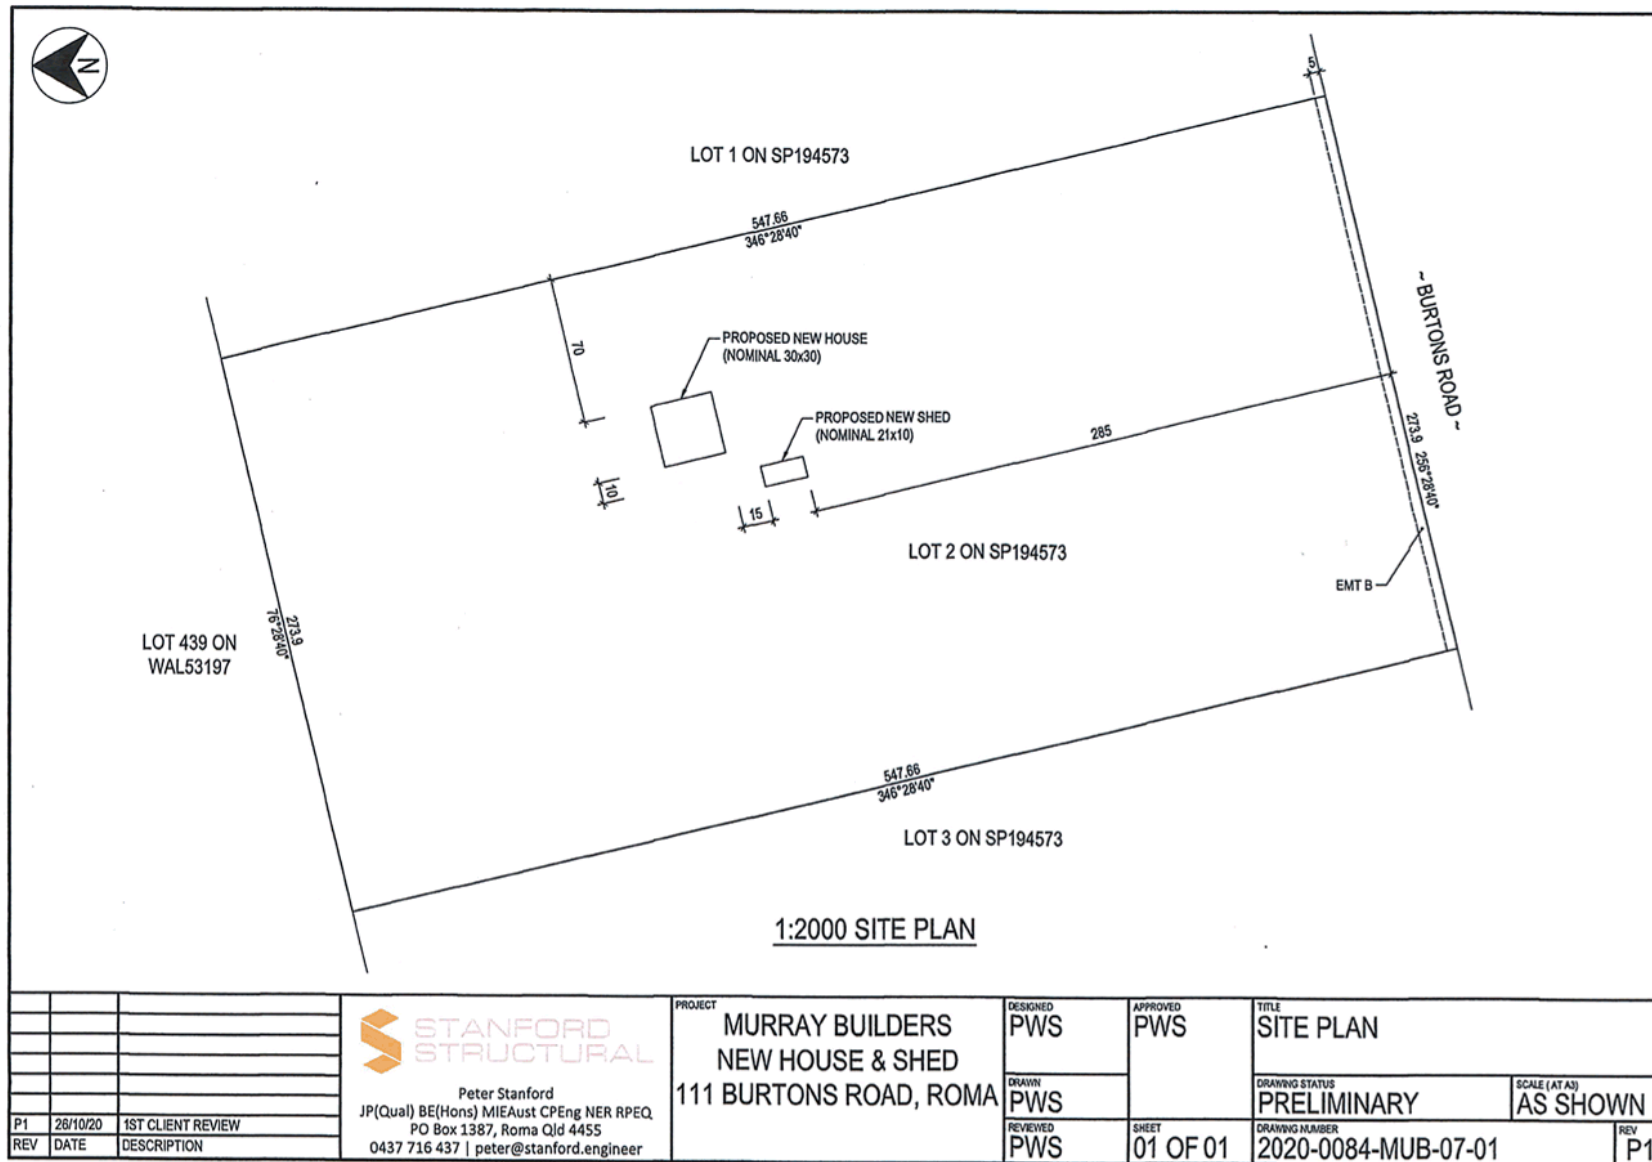 N
5
LOT 1 ON SP194573
547.66
346°28'40"
~ BURTONS ROAD ~
70
PROPOSED NEW HOUSE
(NOMINAL 30x30)
PROPOSED NEW SHED
(NOMINAL 21x10)
285
273.9 256°28'40"
10
15
LOT 2 ON SP194573
EMT B
273.9
76°28'40"
LOT 439 ON
WAL53197
547.66
346°28'40"
LOT 3 ON SP194573
1:2000 SITE PLAN
P1 26/10/20 1ST CLIENT REVIEW
REV DATE DESCRIPTION
STANFORD
STRUCTURAL
Peter Stanford
JP(Qual) BE(Hons) MIEAust CPEng NER RPEQ
PO Box 1387, Roma Qld 4455
0437 716 437 | peter@stanford.engineer
PROJECT
MURRAY BUILDERS
NEW HOUSE & SHED
111 BURTONS ROAD, ROMA
DESIGNED
PWS
DRAWN
PWS
REVIEWED
PWS
APPROVED
PWS
SHEET
01 OF 01
TITLE
SITE PLAN
DRAWING STATUS
PRELIMINARY
SCALE (AT A3)
AS SHOWN
DRAWING NUMBER
2020-0084-MUB-07-01
REV
P1